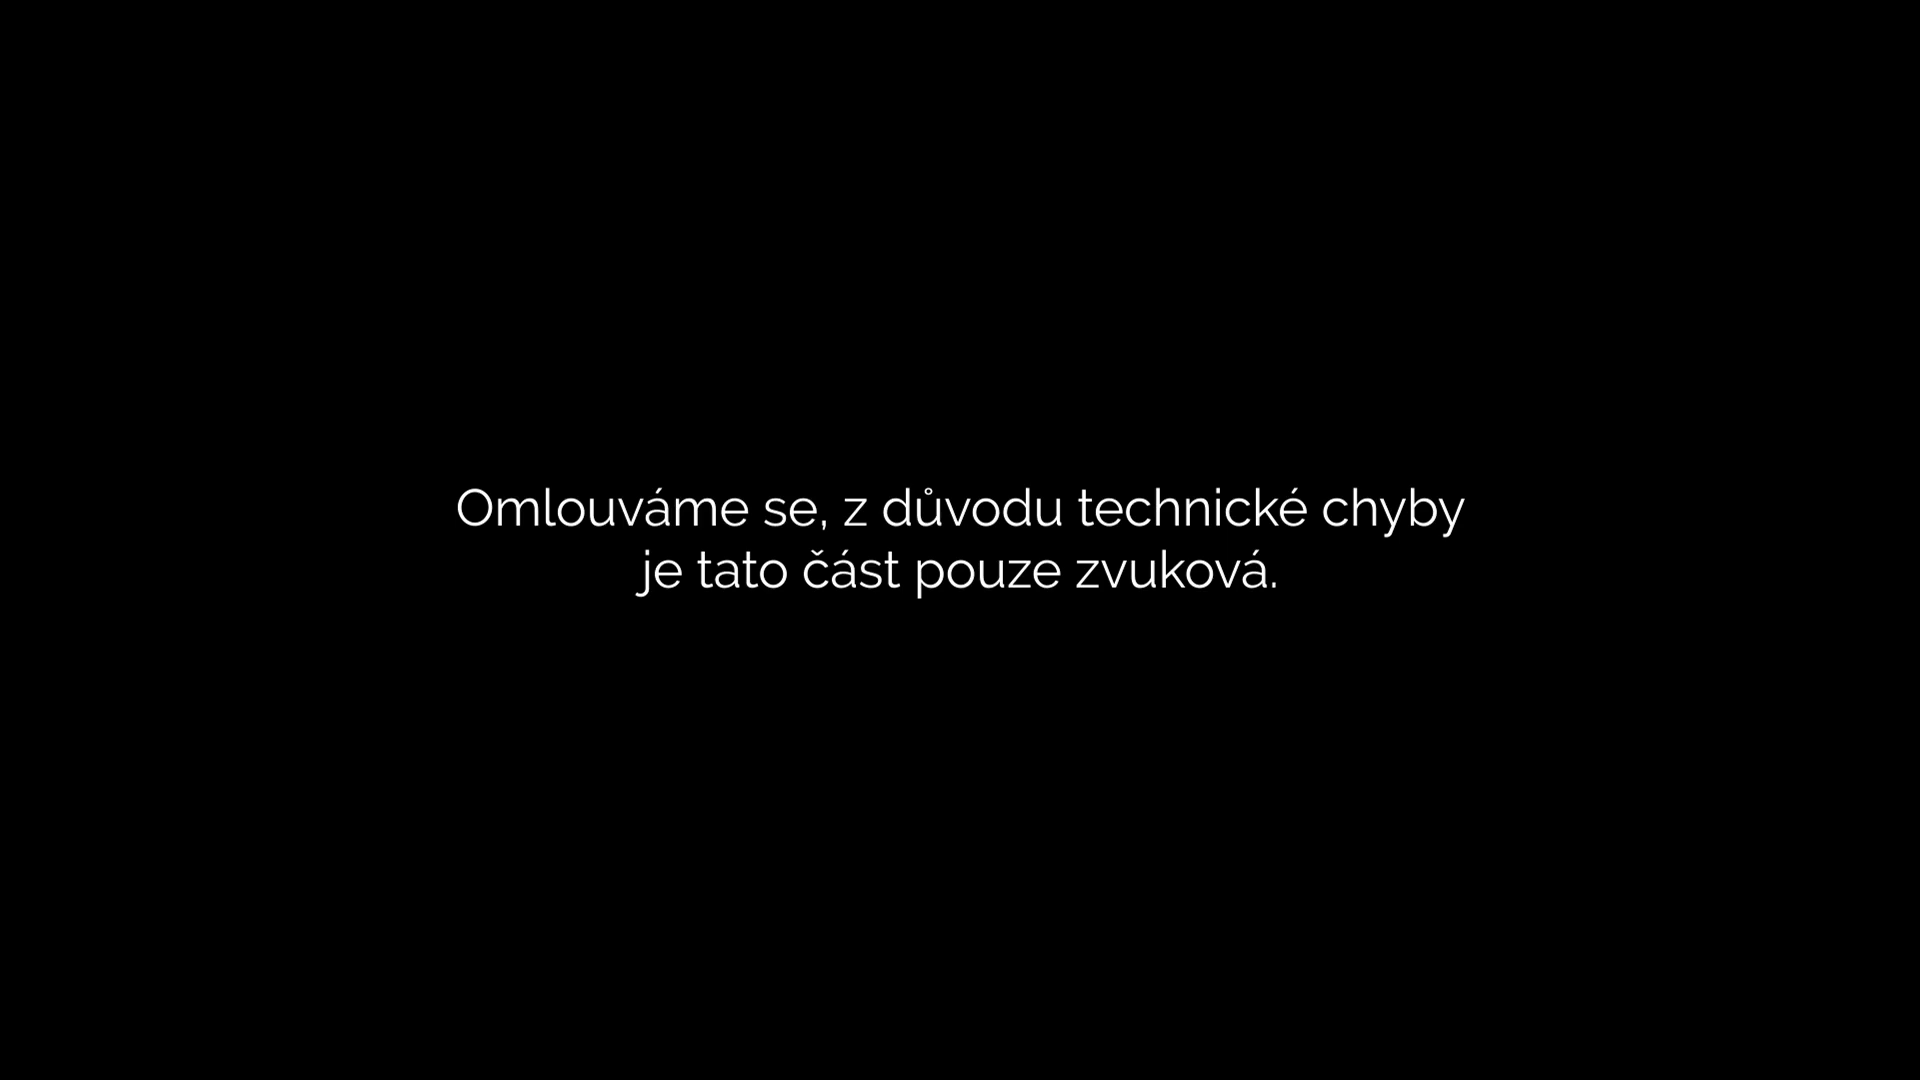 Omlouváme se, z důvodu technické chyby
je tato část pouze zvuková.